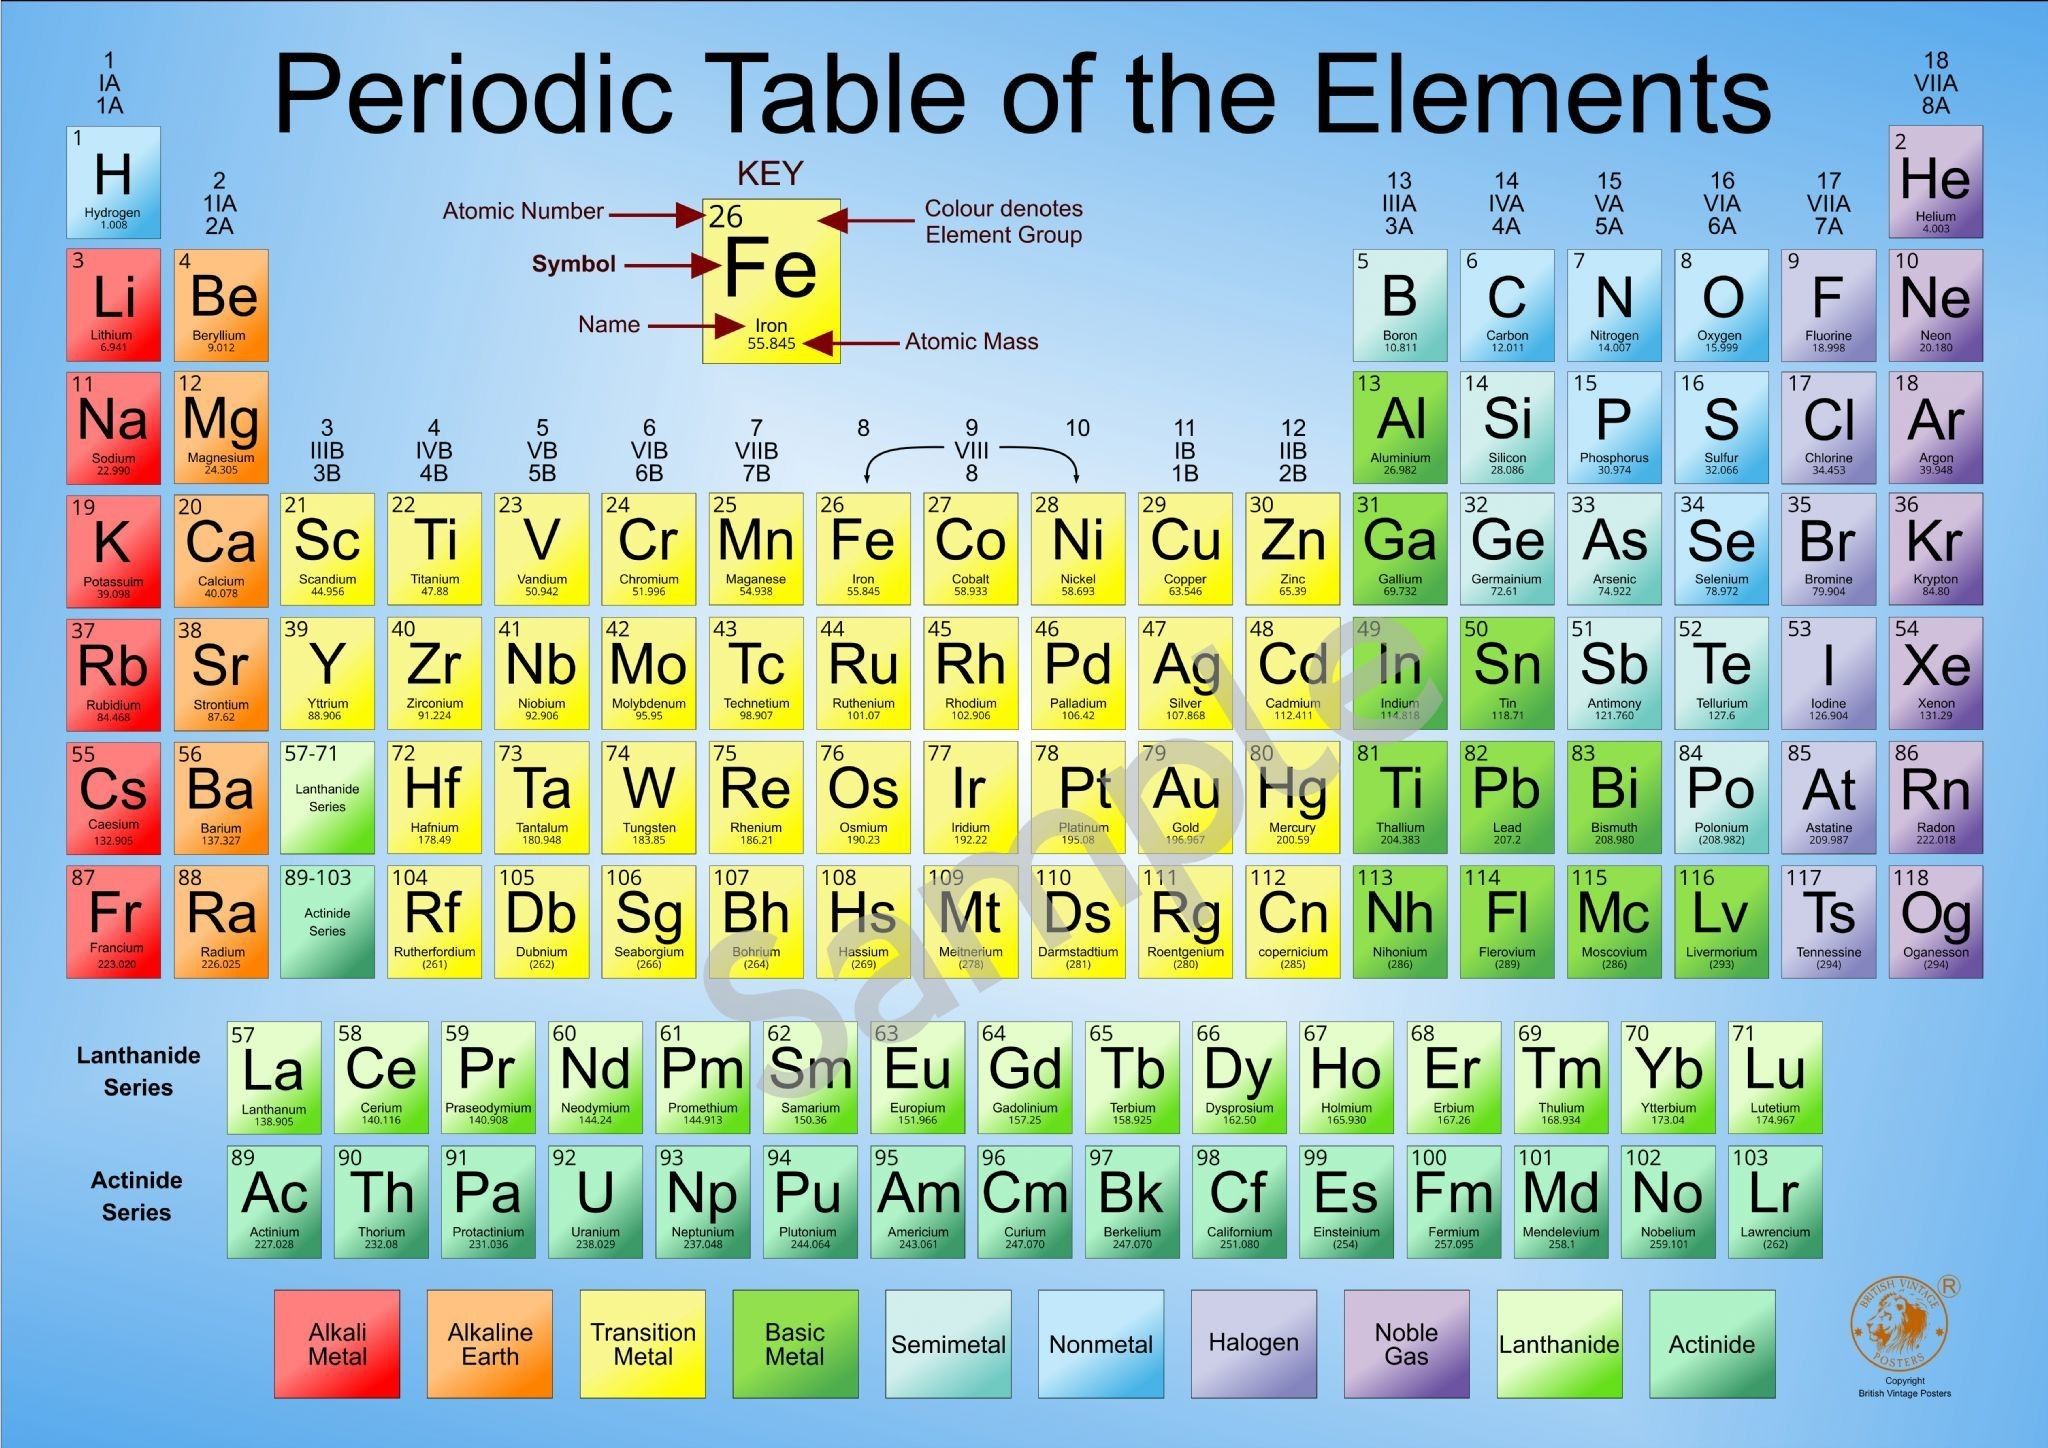 Periodic Table of the Elements
1
IA
1A
18
VIIA
8A
1
H
Hydrogen
1.008
2
1IA
2A
KEY
Atomic Number
Symbol
Name
26
Fe
Iron
55.845
Colour denotes
Element Group
Atomic Mass
13
IIIA
3A
14
IVA
4A
15
VA
5A
16
VIA
6A
17
VIIA
7A
2
He
Helium
4.003
3
Li
Lithium
6.941
4
Be
Beryllium
9.012
5
B
Boron
10.811
6
C
Carbon
12.011
7
N
Nitrogen
14.007
8
O
Oxygen
15.999
9
F
Fluorine
18.998
10
Ne
Neon
20.180
11
Na
Sodium
22.990
12
Mg
Magnesium
24.305
3
IIIB
3B
4
IVB
4B
5
VB
5B
6
VIB
6B
7
VIIB
7B
8
9
VIII
8
10
11
IB
1B
12
IIB
2B
13
Al
Aluminium
26.982
14
Si
Silicon
28.086
15
P
Phosphorus
30.974
16
S
Sulfur
32.066
17
Cl
Chlorine
34.453
18
Ar
Argon
39.948
19
K
Potassuim
39.098
20
Ca
Calcium
40.078
21
Sc
Scandium
44.956
22
Ti
Titanium
47.88
23
V
Vandium
50.942
24
Cr
Chromium
51.996
25
Mn
Maganese
54.938
26
Fe
Iron
55.845
27
Co
Cobalt
58.933
28
Ni
Nickel
58.693
29
Cu
Copper
63.546
30
Zn
Zinc
65.39
31
Ga
Gallium
69.732
32
Ge
Germainium
72.61
33
As
Arsenic
74.922
34
Se
Selenium
78.972
35
Br
Bromine
79.904
36
Kr
Krypton
84.80
37
Rb
Rubidium
84.468
38
Sr
Strontium
87.62
39
Y
Yttrium
88.906
40
Zr
Zirconium
91.224
41
Nb
Niobium
92.906
42
Mo
Molybdenum
95.95
43
Tc
Technetium
98.907
44
Ru
Ruthenium
101.07
45
Rh
Rhodium
102.906
46
Pd
Palladium
106.42
47
Ag
Silver
107.868
48
Cd
Cadmium
112.411
49
In
Indium
114.818
50
Sn
Tin
118.71
51
Sb
Antimony
121.760
52
Te
Tellurium
127.6
53
I
Iodine
126.904
54
Xe
Xenon
131.29
55
Cs
Caesium
132.905
56
Ba
Barium
137.327
57-71
Lanthanide
Series
72
Hf
Hafnium
178.49
73
Ta
Tantalum
180.948
74
W
Tungsten
183.85
75
Re
Rhenium
186.21
76
Os
Osmium
190.23
77
Ir
Iridium
192.22
78
Pt
Platinum
195.08
79
Au
Gold
196.967
80
Hg
Mercury
200.59
81
Ti
Thallium
204.383
82
Pb
Lead
207.2
83
Bi
Bismuth
208.980
84
Po
Polonium
(208.982)
85
At
Astatine
209.987
86
Rn
Radon
222.018
87
Fr
Francium
223.020
88
Ra
Radium
226.025
89-103
Actinide
Series
104
Rf
Rutherfordium
(261)
105
Db
Dubnium
(262)
106
Sg
Seaborgium
(266)
107
Bh
Bohrium
(264)
108
Hs
Hassium
(269)
109
Mt
Meitnerium
(278)
110
Ds
Darmstadtium
(281)
111
Rg
Roentgenium
(280)
112
Cn
copernicium
(285)
113
Nh
Nihonium
(286)
114
Fl
Flerovium
(289)
115
Mc
Moscovium
(286)
116
Lv
Livermorium
(293)
117
Ts
Tennessine
(294)
118
Og
Oganesson
(294)
Sample
Lanthanide
Series
57
La
Lanthanum
138.905
58
Ce
Cerium
140.116
59
Pr
Praseodymium
140.908
60
Nd
Neodymium
144.24
61
Pm
Promethium
144.913
62
Sm
Samarium
150.36
63
Eu
Europium
151.966
64
Gd
Gadolinium
157.25
65
Tb
Terbium
158.925
66
Dy
Dysprosium
162.50
67
Ho
Holmium
165.930
68
Er
Erbium
167.26
69
Tm
Thulium
168.934
70
Yb
Ytterbium
173.04
71
Lu
Lutetium
174.967
Actinide
Series
89
Ac
Actinium
227.028
90
Th
Thorium
232.08
91
Pa
Protactinium
231.036
92
U
Uranium
238.029
93
Np
Neptunium
237.048
94
Pu
Plutonium
244.064
95
Am
Americium
243.061
96
Cm
Curium
247.070
97
Bk
Berkelium
247.070
98
Cf
Californium
251.080
99
Es
Einsteinium
(254)
100
Fm
Fermium
257.095
101
Md
Mendelevium
258.1
102
No
Nobelium
259.101
103
Lr
Lawrencium
(262)
Alkali
Metal
Alkaline
Earth
Transition
Metal
Basic
Metal
Semimetal
Nonmetal
Halogen
Noble
Gas
Lanthanide
Actinide
BRITISH VINTAGE
POSTERS
®
Copyright
British Vintage Posters